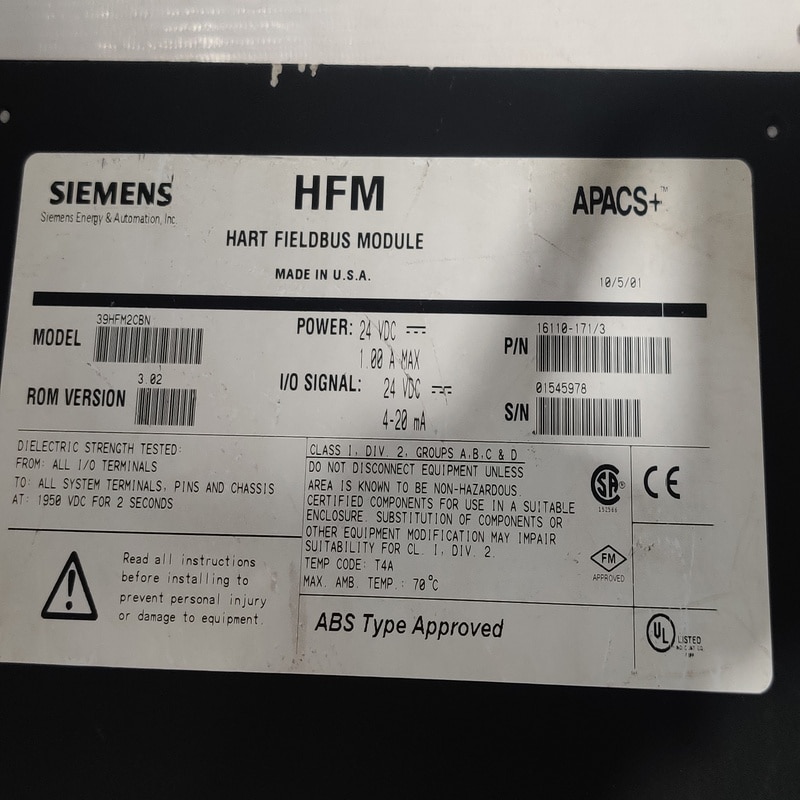 SIEMENS
Siemens Energy & Automation, Inc.
HFM
HART FIELDBUS MODULE
MADE IN U.S.A.
APACS+™
10/5/01
MODEL
39HFM2CBN
ROM VERSION
3.02
POWER: 24 VDC
1.00 A MAX
I/O SIGNAL: 24 VDC
4-20 mA
P/N
16110-171/3
S/N
01545978
DIELECTRIC STRENGTH TESTED:
FROM: ALL I/O TERMINALS
TO: ALL SYSTEM TERMINALS, PINS AND CHASSIS
AT: 1950 VDC FOR 2 SECONDS
Read all instructions
before installing to
prevent personal injury
or damage to equipment.
CLASS I, DIV. 2, GROUPS A,B,C & D
DO NOT DISCONNECT EQUIPMENT UNLESS
AREA IS KNOWN TO BE NON-HAZARDOUS.
CERTIFIED COMPONENTS FOR USE IN A SUITABLE
ENCLOSURE. SUBSTITUTION OF COMPONENTS OR
OTHER EQUIPMENT MODIFICATION MAY IMPAIR
SUITABILITY FOR CL. I, DIV. 2.
TEMP CODE: T4A
MAX. AMB. TEMP.: 70°C
ABS Type Approved
SA®
152566
CE
FM
APPROVED
UL
LISTED